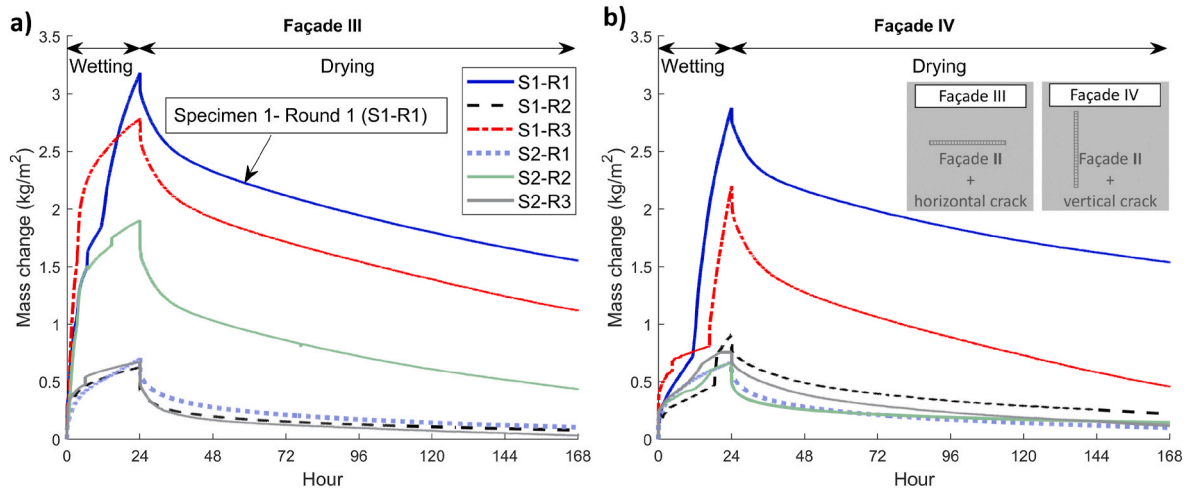 a)
Façade III
Wetting
Drying
S1-R1
S1-R2
S1-R3
S2-R1
S2-R2
S2-R3
Specimen 1- Round 1 (S1-R1)
Mass change (kg/m²)
3.5
3
2.5
2
1.5
1
0.5
0
0 24 48 72 96 120 144 168
Hour
b)
Façade IV
Wetting
Drying
Façade III
Façade II
+
horizontal crack
Façade IV
Façade II
+
vertical crack
Mass change (kg/m²)
3.5
3
2.5
2
1.5
1
0.5
0
0 24 48 72 96 120 144 168
Hour